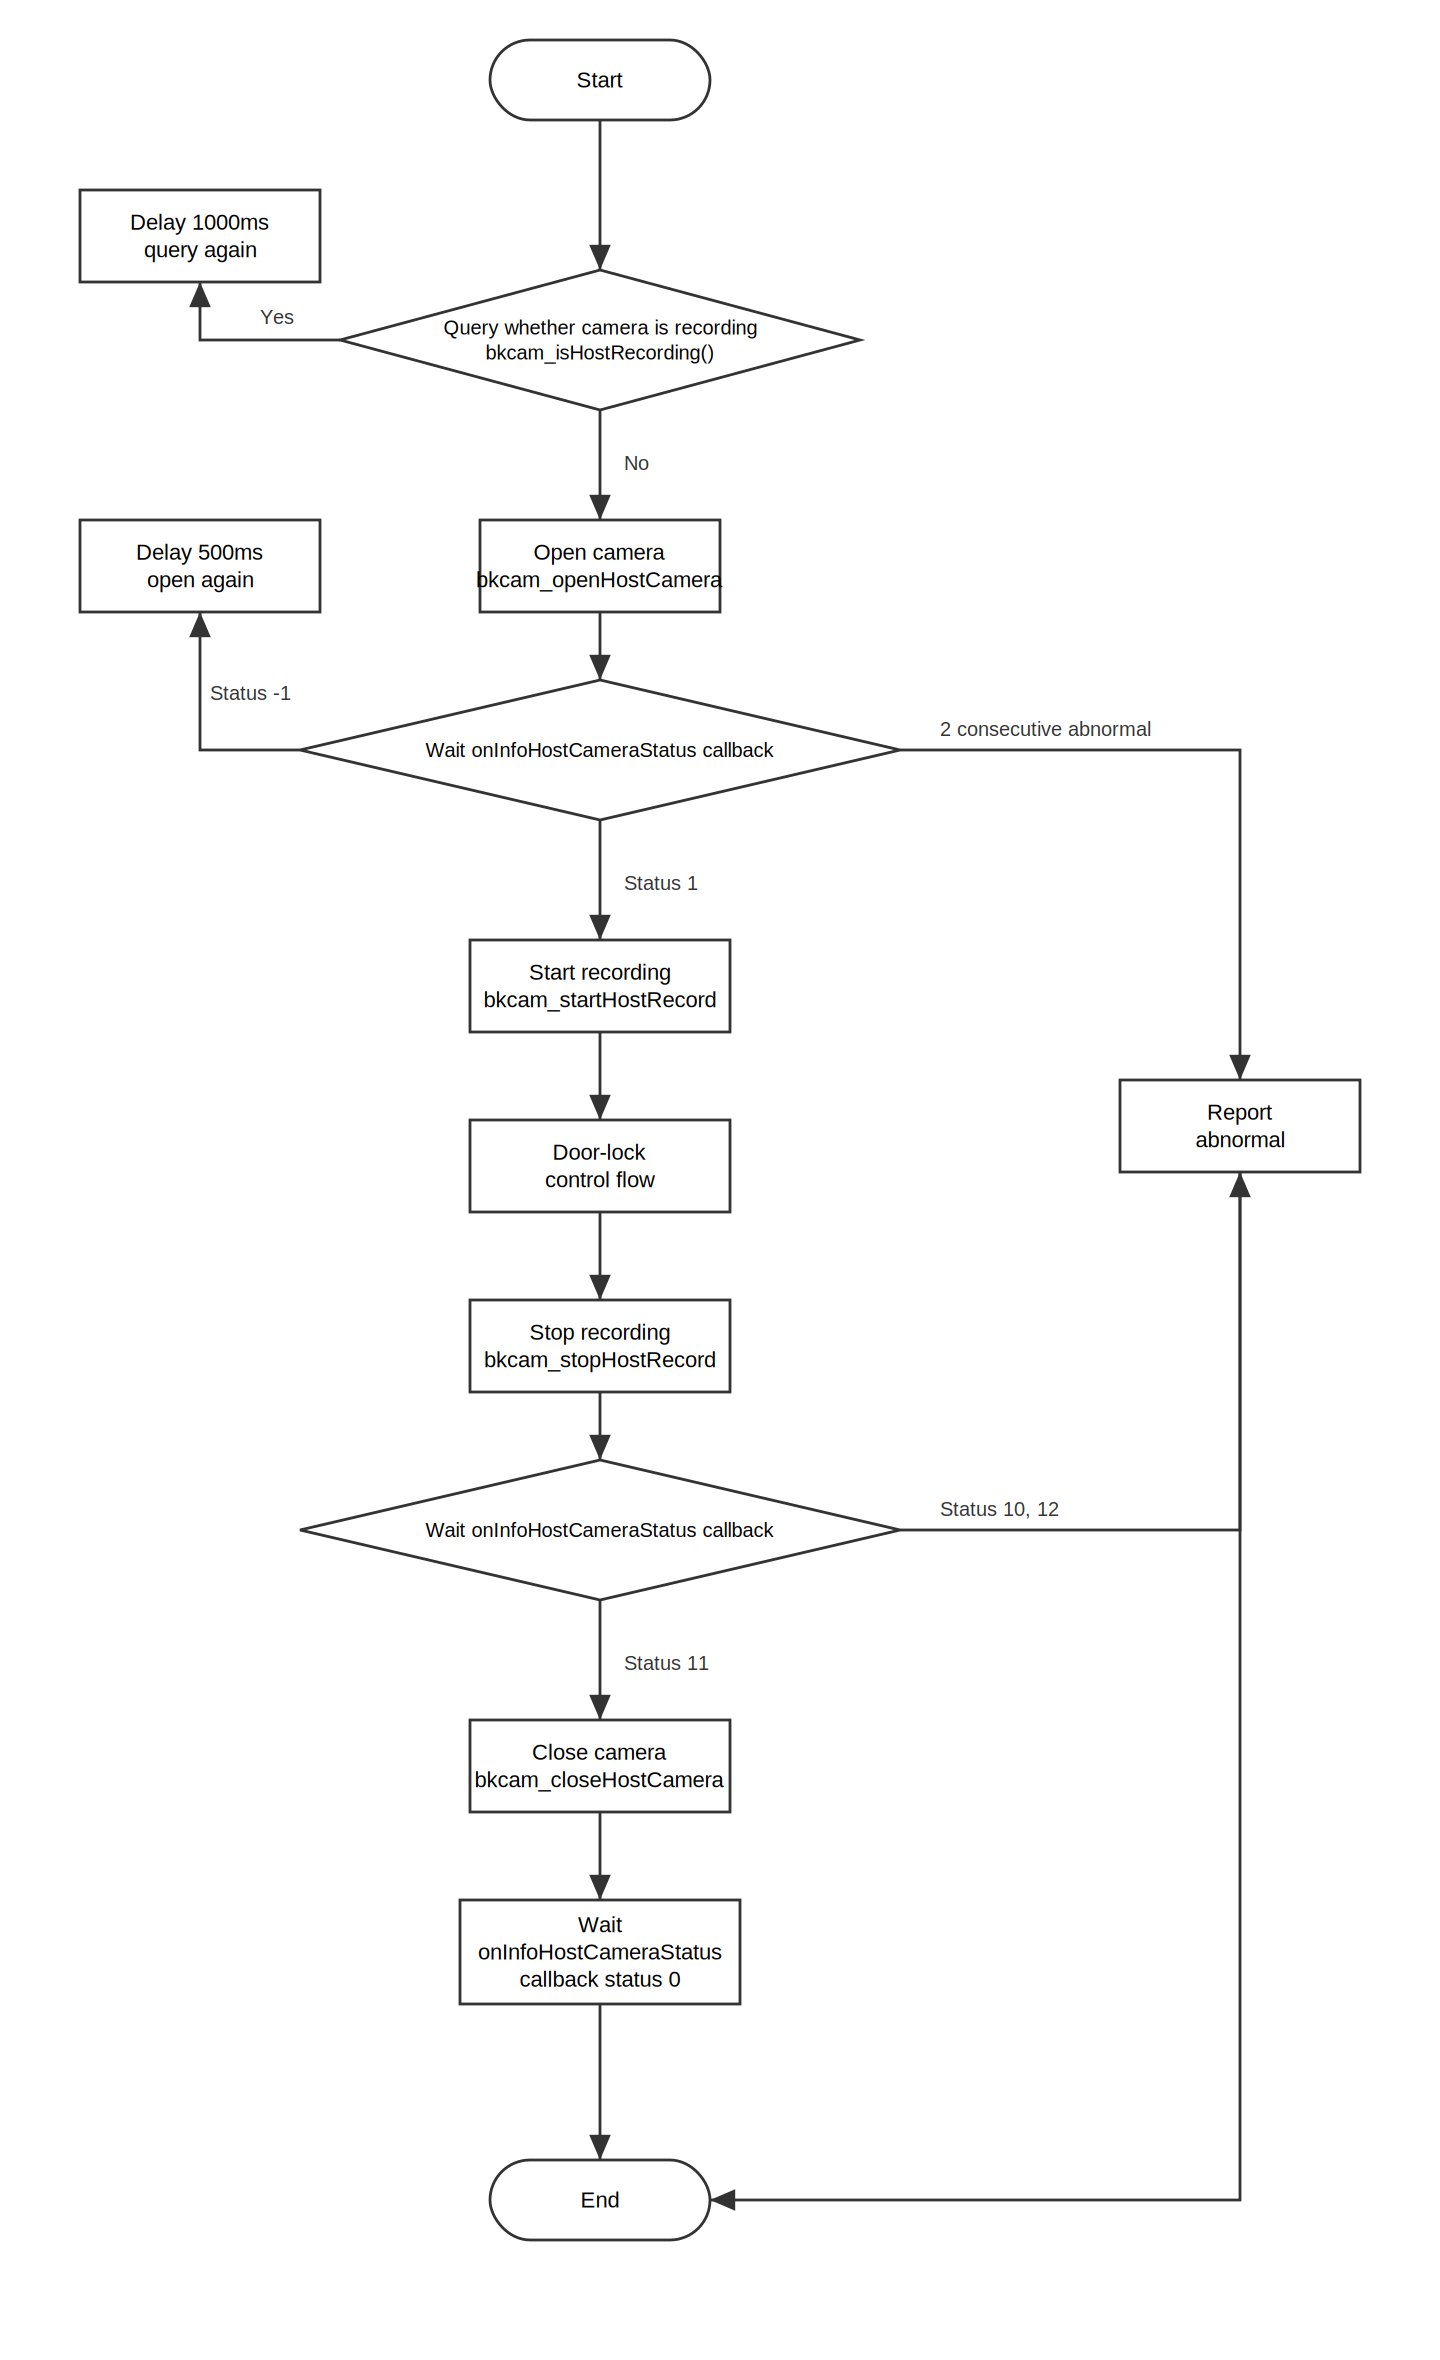 Start
Delay 1000ms
query again
Yes
Query whether camera is recording
bkcam_isHostRecording()
No
Delay 500ms
open again
Open camera
bkcam_openHostCamera
Status -1
Wait onInfoHostCameraStatus callback
2 consecutive abnormal
Status 1
Start recording
bkcam_startHostRecord
Door-lock
control flow
Report
abnormal
Stop recording
bkcam_stopHostRecord
Wait onInfoHostCameraStatus callback
Status 10, 12
Status 11
Close camera
bkcam_closeHostCamera
Wait
onInfoHostCameraStatus
callback status 0
End